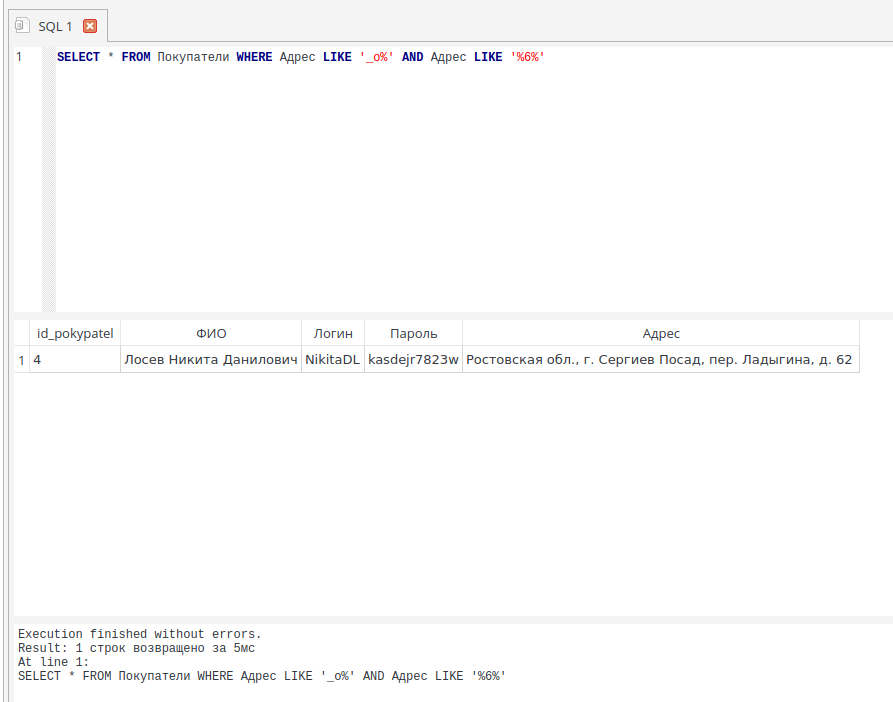 SQL 1
1 SELECT * FROM Покупатели WHERE Адрес LIKE '_о%' AND Адрес LIKE '%6%'
id_pokypatel ФИО Логин Пароль Адрес
1 4 Лосев Никита Данилович NikitaDL kasdejr7823w Ростовская обл., г. Сергиев Посад, пер. Ладыгина, д. 62
Execution finished without errors.
Result: 1 строк возвращено за 5мс
At line 1:
SELECT * FROM Покупатели WHERE Адрес LIKE '_о%' AND Адрес LIKE '%6%'